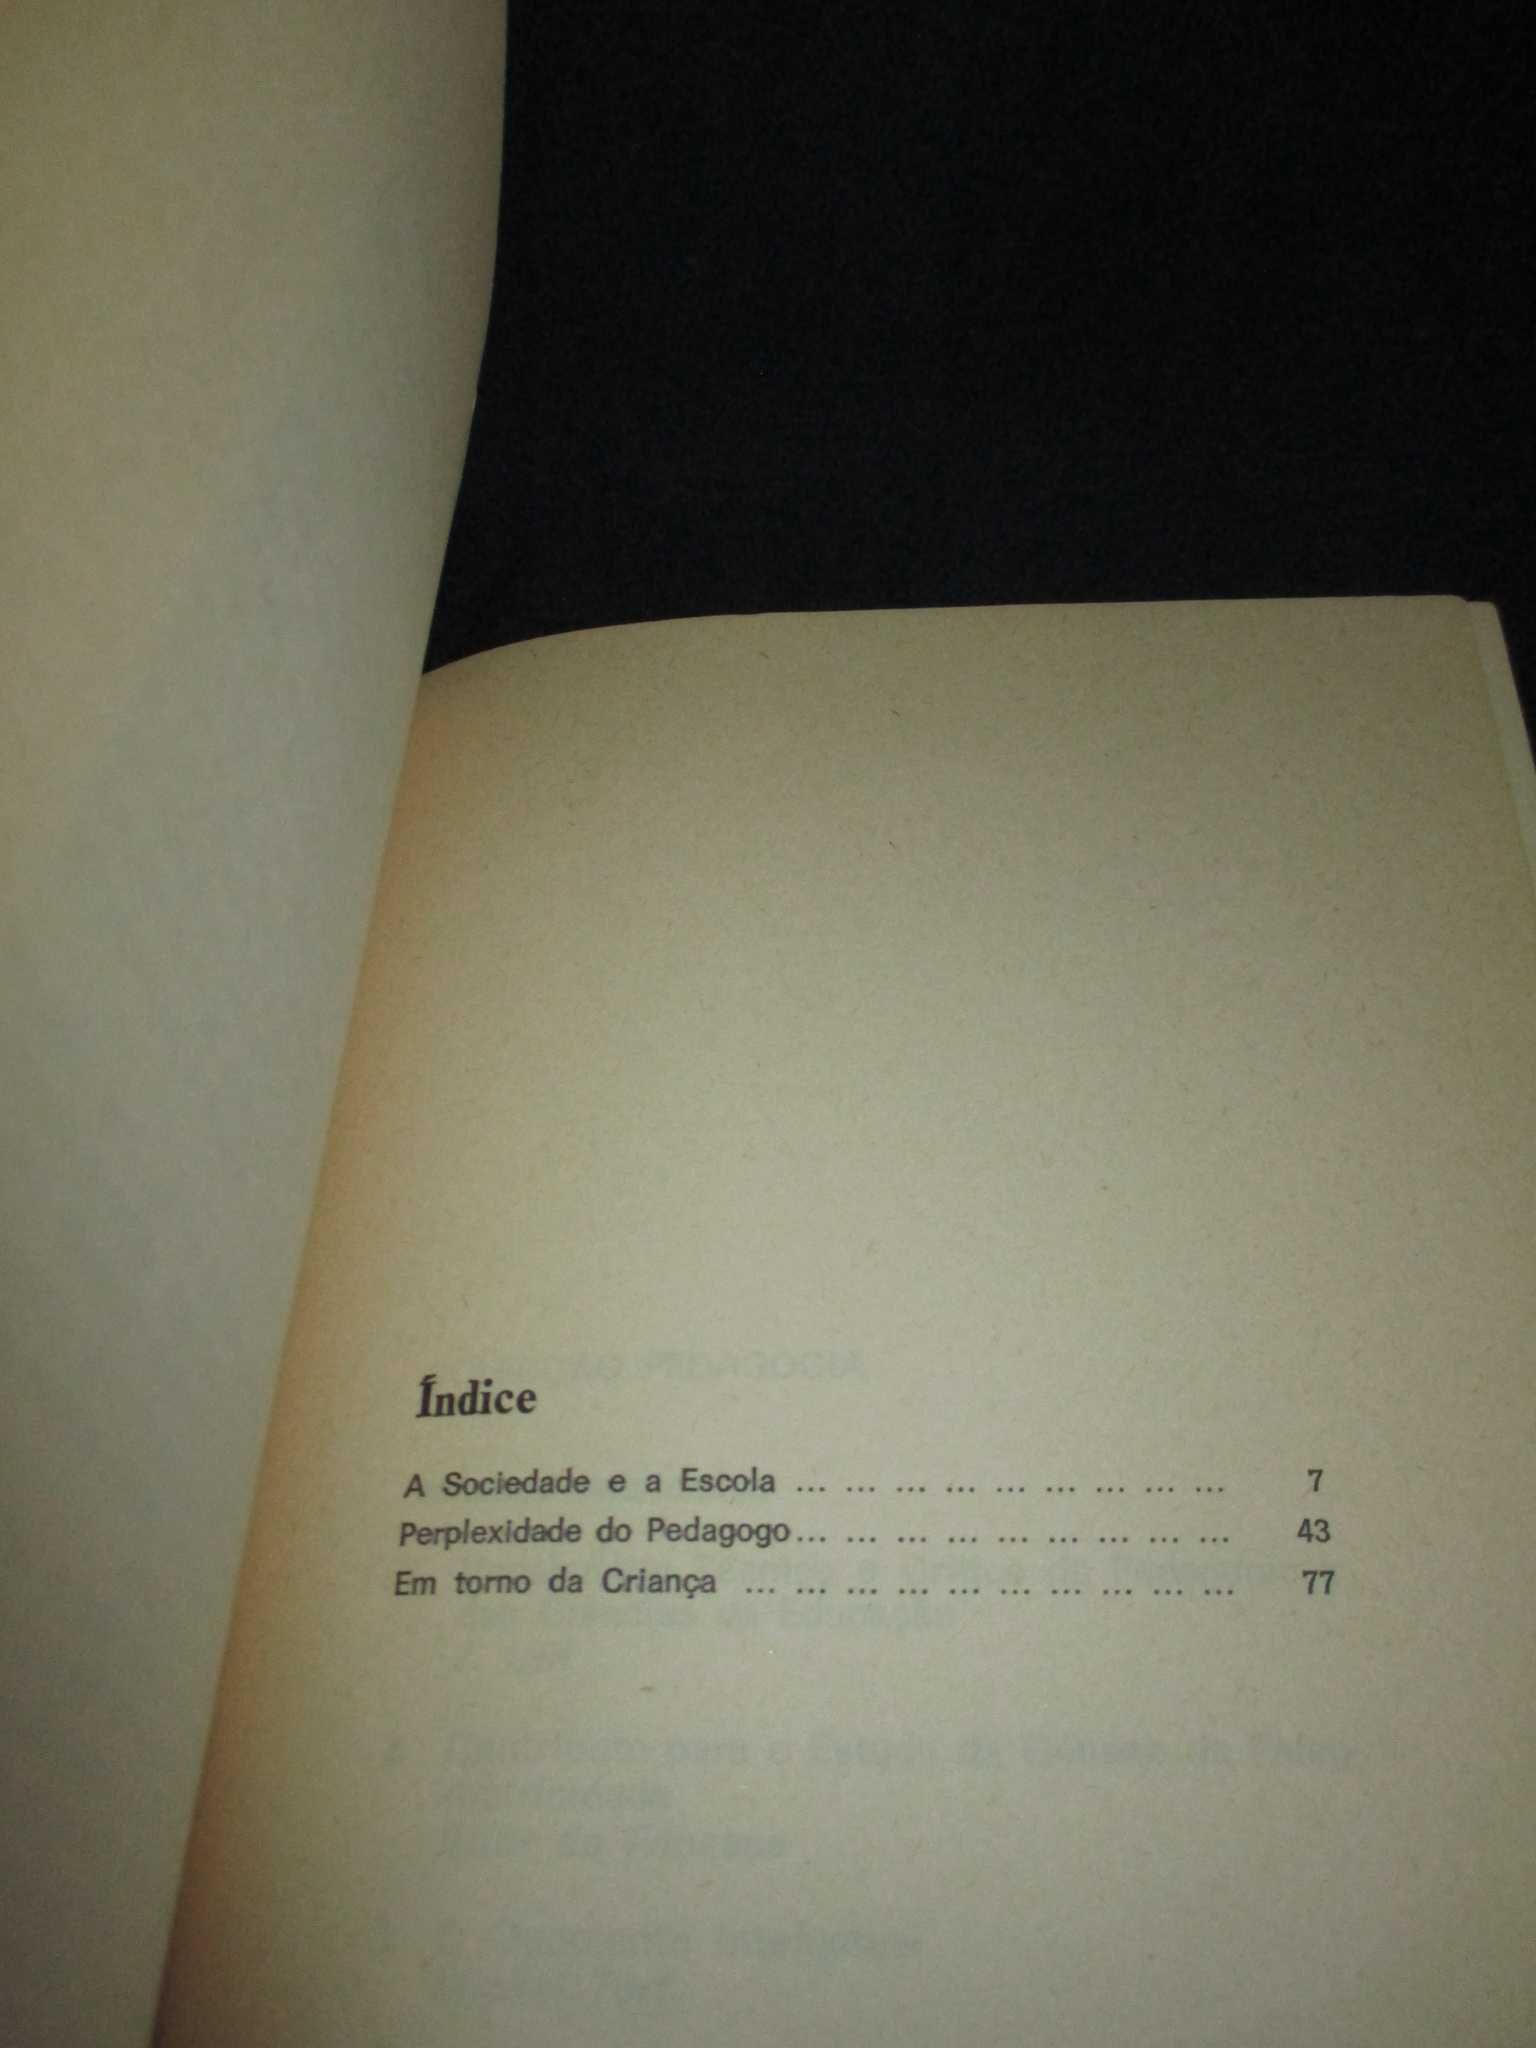 Índice
A Sociedade e a Escola ... ... ... ... ... ... ... ... ... 7
Perplexidade do Pedagogo... ... ... ... ... ... ... ... ... 43
Em torno da Criança ... ... ... ... ... ... ... ... ... ... 77